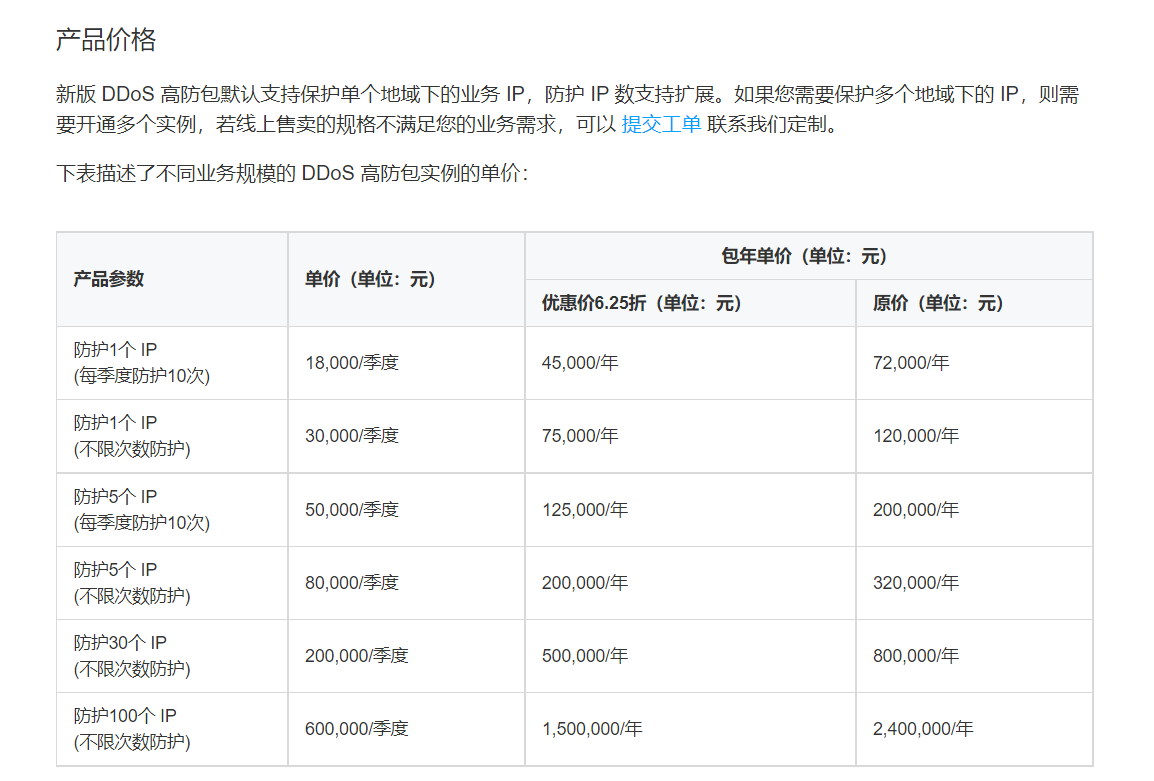 产品价格
新版 DDoS 高防包默认支持保护单个地域下的业务 IP，防护 IP 数支持扩展。如果您需要保护多个地域下的 IP，则需
要开通多个实例，若线上售卖的规格不满足您的业务需求，可以 提交工单 联系我们定制。
下表描述了不同业务规模的 DDoS 高防包实例的单价：
产品参数
单价（单位：元）
包年单价（单位：元）
优惠价6.25折（单位：元）
原价（单位：元）
防护1个 IP
(每季度防护10次)
18,000/季度
45,000/年
72,000/年
防护1个 IP
(不限次数防护)
30,000/季度
75,000/年
120,000/年
防护5个 IP
(每季度防护10次)
50,000/季度
125,000/年
200,000/年
防护5个 IP
(不限次数防护)
80,000/季度
200,000/年
320,000/年
防护30个 IP
(不限次数防护)
200,000/季度
500,000/年
800,000/年
防护100个 IP
(不限次数防护)
600,000/季度
1,500,000/年
2,400,000/年